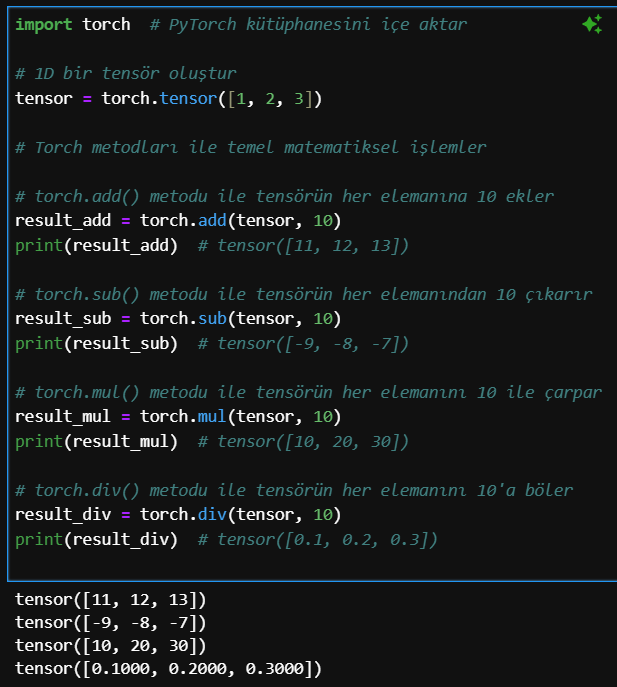 import torch  # PyTorch kütüphanesini içe aktar
# 1D bir tensör oluştur
tensor = torch.tensor([1, 2, 3])
# Torch metodları ile temel matematiksel işlemler
# torch.add() metodu ile tensörün her elemanına 10 ekler
result_add = torch.add(tensor, 10)
print(result_add)  # tensor([11, 12, 13])
# torch.sub() metodu ile tensörün her elemanından 10 çıkarır
result_sub = torch.sub(tensor, 10)
print(result_sub)  # tensor([-9, -8, -7])
# torch.mul() metodu ile tensörün her elemanını 10 ile çarpar
result_mul = torch.mul(tensor, 10)
print(result_mul)  # tensor([10, 20, 30])
# torch.div() metodu ile tensörün her elemanını 10'a böler
result_div = torch.div(tensor, 10)
print(result_div)  # tensor([0.1, 0.2, 0.3])
tensor([11, 12, 13])
tensor([-9, -8, -7])
tensor([10, 20, 30])
tensor([0.1000, 0.2000, 0.3000])